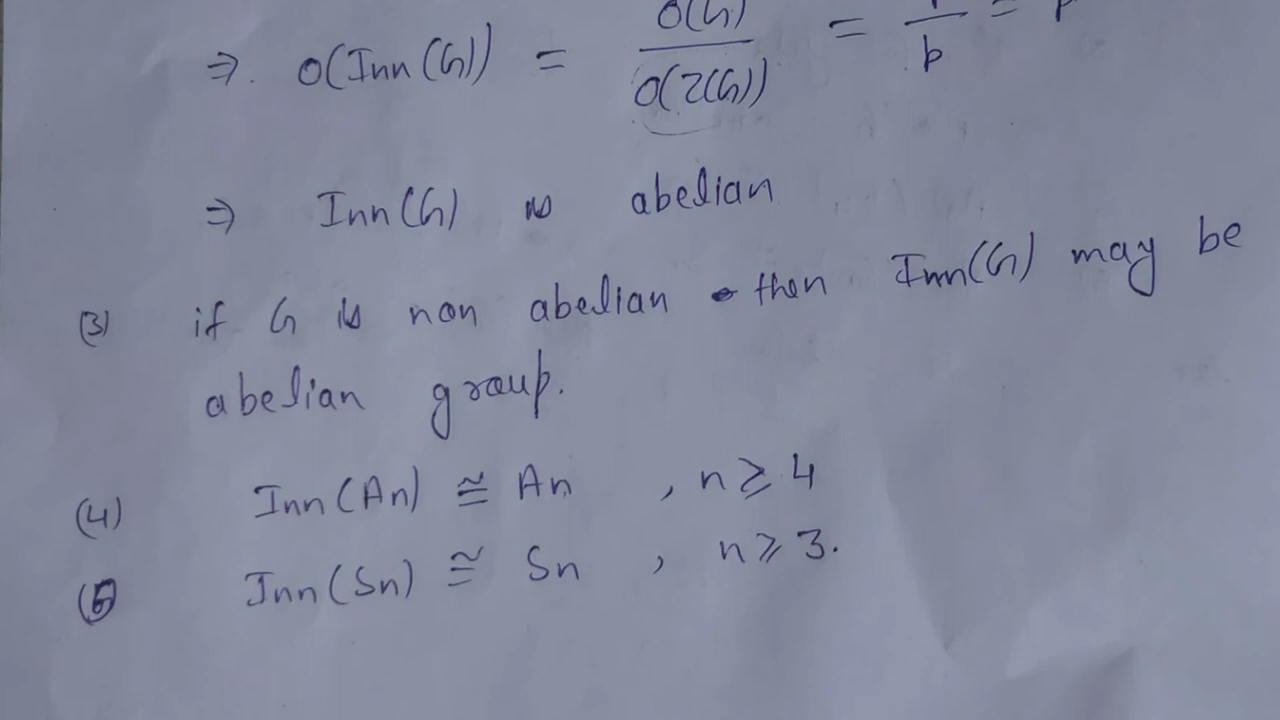 ⇒. O(Inn(G)) = O(G) / O(Z(G)) = / p =
⇒ Inn(G) is abelian
(3) if G is non abelian then Inn(G) may be
abelian group.
(4) Inn(An) ≅ An , n ≥ 4
(5) Inn(Sn) ≅ Sn , n ≥ 3.